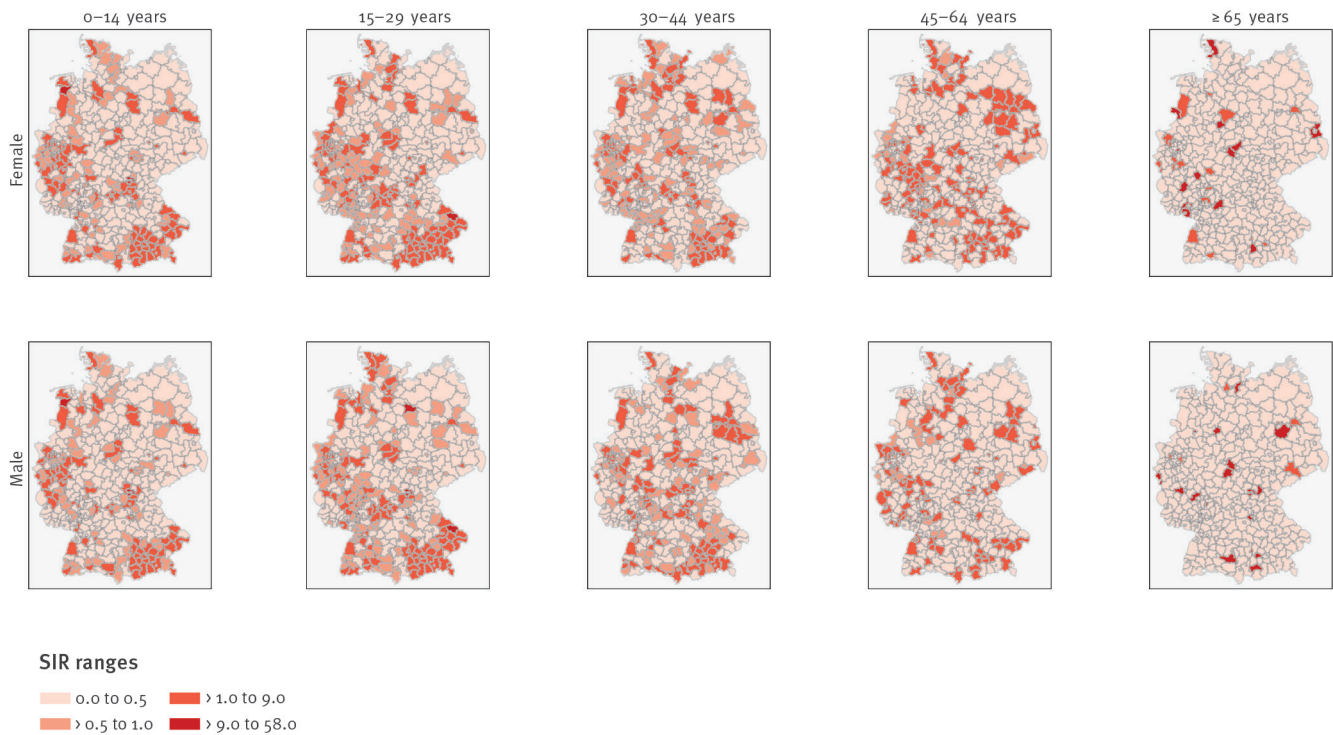 0–14 years
15–29 years
30–44 years
45–64 years
≥ 65 years
Female
Male
SIR ranges
0.0 to 0.5
> 1.0 to 9.0
> 0.5 to 1.0
> 9.0 to 58.0